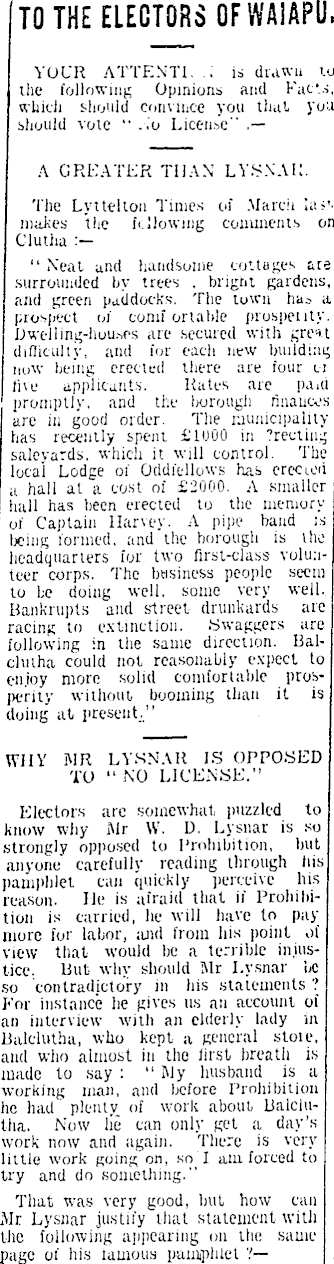 TO THE ELECTORS OF WAIAPU.
YOUR ATTENTI is drawn to
the following Opinions and Facts,
which should convince you that you
should vote "No License" .—
A GREATER THAN LYSNAR.
The Lyttelton Times of March last
makes the following comments on
Clutha :—
"Neat and handsome cottages are
surrounded by trees , bright gardens,
and green paddocks. The town has a
prospect of comfortable prosperity.
Dwelling-houses are secured with great
difficulty, and for each new building
now being erected there are four or
five applicants. Rates are paid
promptly, and the borough finances
are in good order. The municipality
has recently spent £1000 in ?recting
saleyards, which it will control. The
local Lodge of Oddfellows has erected
a hall at a cost of £2000. A smaller
hall has been erected to the memory
of Captain Harvey. A pipe band is
being formed, and the borough is the
headquarters for two first-class volun-
teer corps. The business people seem
to be doing well, some very well.
Bankrupts and street drunkards are
racing to extinction. Swaggers are
following in the same direction. Bal-
clutha could not reasonably expect to
enjoy more solid comfortable pros-
perity without booming than it is
doing at present."
WHY MR LYSNAR IS OPPOSED
TO "NO LICENSE."
Electors are somewhat puzzled to
know why Mr W. D. Lysnar is so
strongly opposed to Prohibition, but
anyone carefully reading through his
pamphlet can quickly perceive his
reason. He is afraid that if Prohibi-
tion is carried, he will have to pay
more for labor, and from his point of
view that would be a terrible injus-
tice. But why should Mr Lysnar be
so contradictory in his statements ?
For instance he gives us an account of
an interview with an elderly lady in
Balclutha, who kept a general store,
and who almost in the first breath is
made to say : "My husband is a
working man, and before Prohibition
he had plenty of work about Balclu-
tha. Now he can only get a day's
work now and again. There is very
little work going on, so I am forced to
try and do something."
That was very good, but how can
Mr Lysnar justify that statement with
the following appearing on the same
page of his famous pamphlet ?—